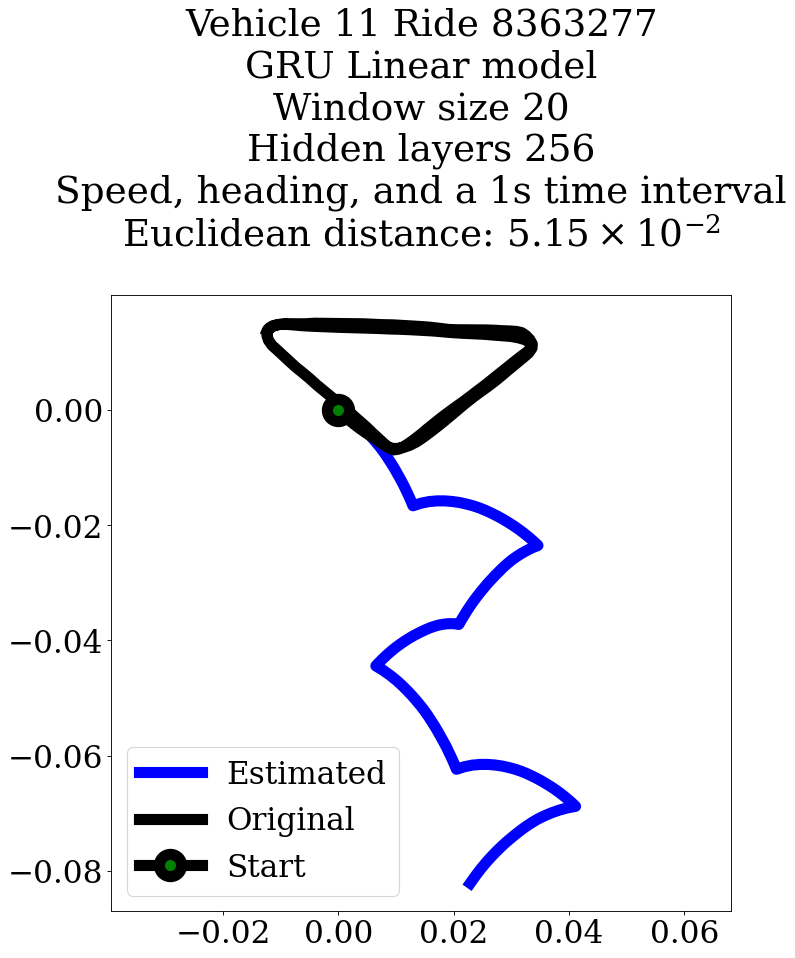 Vehicle 11 Ride 8363277
GRU Linear model
Window size 20
Hidden layers 256
Speed, heading, and a 1s time interval
Euclidean distance: 5.15 × 10⁻²
0.00
−0.02
−0.04
−0.06
−0.08
Estimated
Original
Start
−0.02 0.00 0.02 0.04 0.06